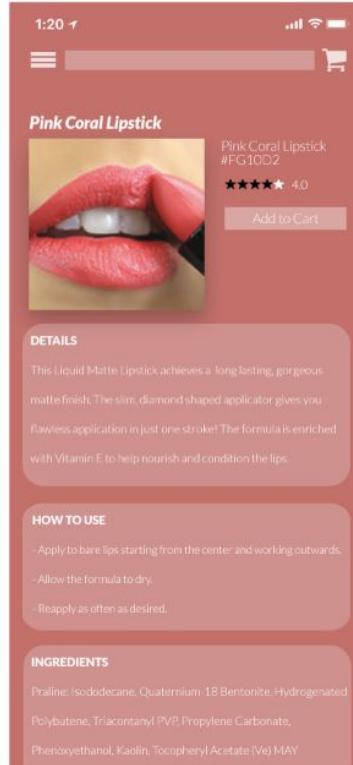 1:20
Pink Coral Lipstick
Pink Coral Lipstick
#FG10D2
4.0
Add to Cart
DETAILS
This Liquid Matte Lipstick achieves a long lasting, gorgeous
matte finish. The slim, diamond shaped applicator gives you
flawless application in just one stroke! The formula is enriched
with Vitamin E to help nourish and condition the lips.
HOW TO USE
- Apply to bare lips starting from the center and working outwards.
- Allow the formula to dry.
- Reapply as often as desired.
INGREDIENTS
Praline: Isododecane, Quaternium-18 Bentonite, Hydrogenated
Polybutene, Triacontanyl PVP, Propylene Carbonate,
Phenoxyethanol, Kaolin, Tocopheryl Acetate (Ve) MAY